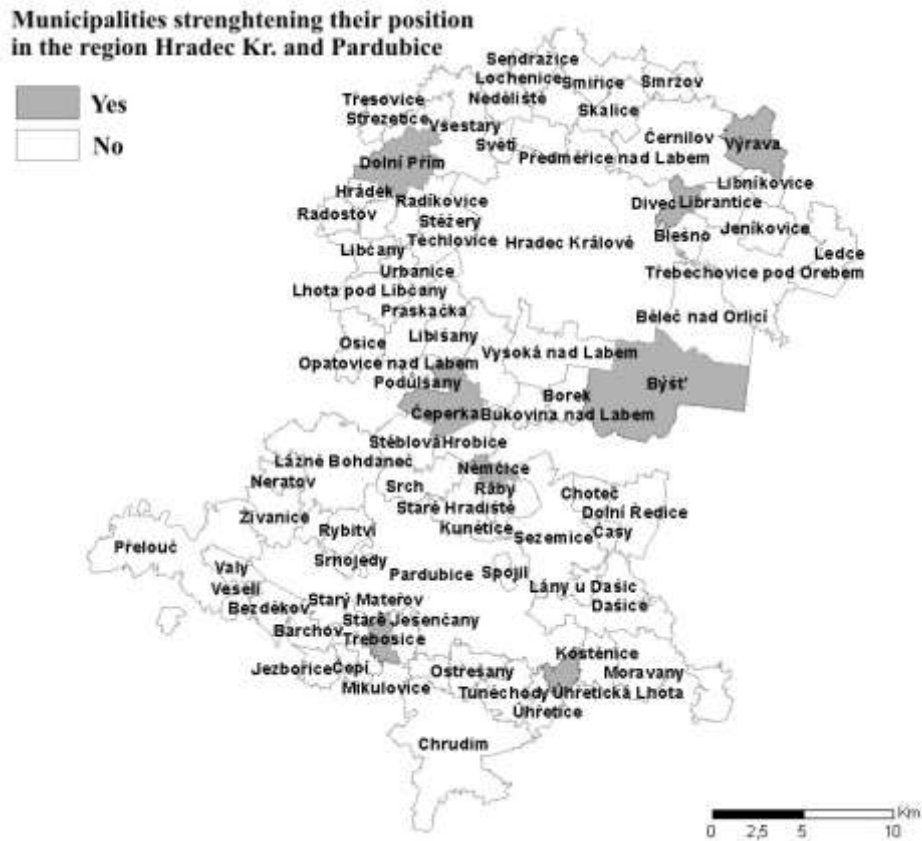 Municipalities strenghtening their position
in the region Hradec Kr. and Pardubice
Yes
No
Sendražice
Lochenice
Smiřice
Smržov
Neděliště
Skalice
Třesovice
Střezetice
Všestary
Světí
Předměřice nad Labem
Černilov
Výrava
Dolní Přím
Hrádek
Radíkovice
Radostov
Stěžery
Těchlovice
Hradec Králové
Divec
Librantice
Libníkovice
Blešno
Jeníkovice
Ledce
Libčany
Urbanice
Třebechovice pod Orebem
Lhota pod Libčany
Praskačka
Běleč nad Orlicí
Osice
Libišany
Opatovice nad Labem
Vysoká nad Labem
Podůlšany
Býšť
Borek
Čeperka
Bukovina nad Labem
Stéblová
Hrobice
Lázně Bohdaneč
Němčice
Neratov
Srch
Ráby
Choteč
Staré Hradiště
Dolní Ředice
Živanice
Rybitví
Kunětice
Sezemice
Časy
Přelouč
Srnojedy
Valy
Pardubice
Spojil
Veselí
Lány u Dašic
Bezděkov
Starý Mateřov
Dašice
Barchov
Staré Jesenčany
Třebosice
Kostěnice
Jezbořice
Čepí
Ostřešany
Moravany
Mikulovice
Tuněchody
Úhřetická Lhota
Úhřetice
Chrudim
Km
0 2,5 5 10